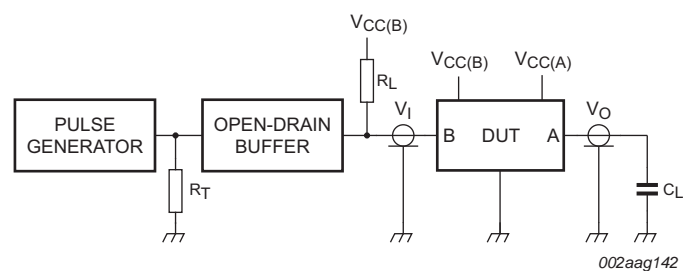 VCC(B)
VCC(B)
VCC(A)
RL
VI
VO
PULSE
GENERATOR
OPEN-DRAIN
BUFFER
B
DUT
A
RT
CL
002aag142